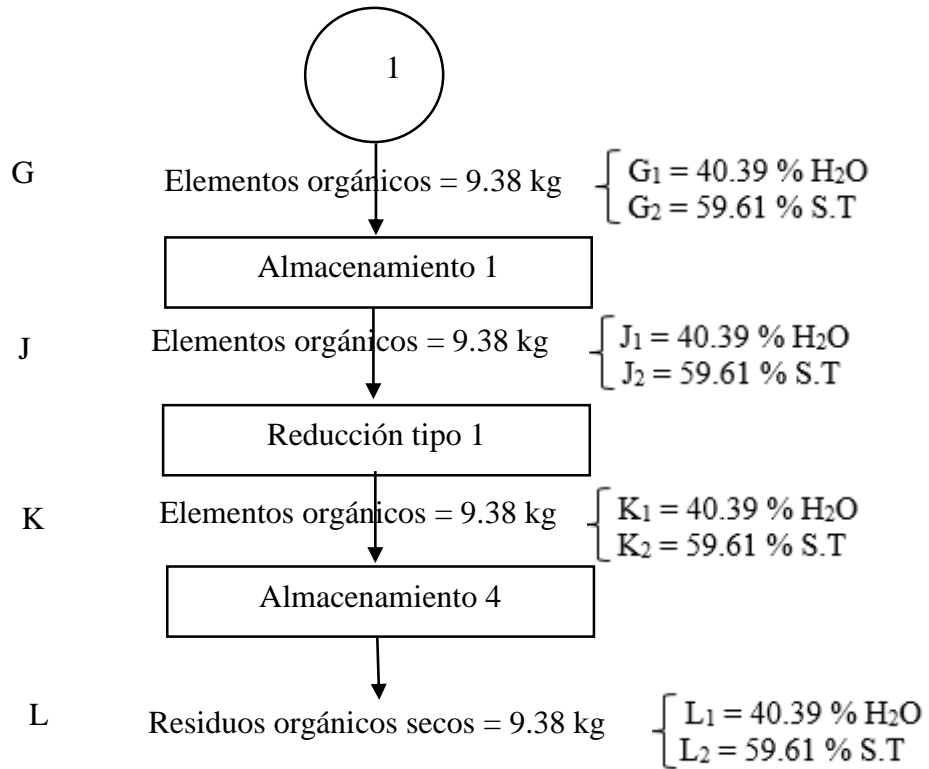 1
G
Elementos orgánicos = 9.38 kg
G₁ = 40.39 % H₂O
G₂ = 59.61 % S.T
Almacenamiento 1
J
Elementos orgánicos = 9.38 kg
J₁ = 40.39 % H₂O
J₂ = 59.61 % S.T
Reducción tipo 1
K
Elementos orgánicos = 9.38 kg
K₁ = 40.39 % H₂O
K₂ = 59.61 % S.T
Almacenamiento 4
L
Residuos orgánicos secos = 9.38 kg
L₁ = 40.39 % H₂O
L₂ = 59.61 % S.T